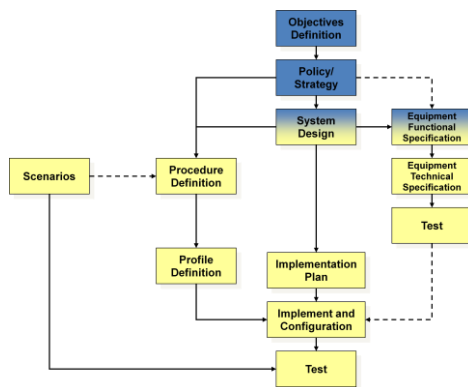 Objectives
Definition
Policy/
Strategy
System
Design
Equipment
Functional
Specification
Scenarios
Procedure
Definition
Equipment
Technical
Specification
Test
Profile
Definition
Implementation
Plan
Implement and
Configuration
Test